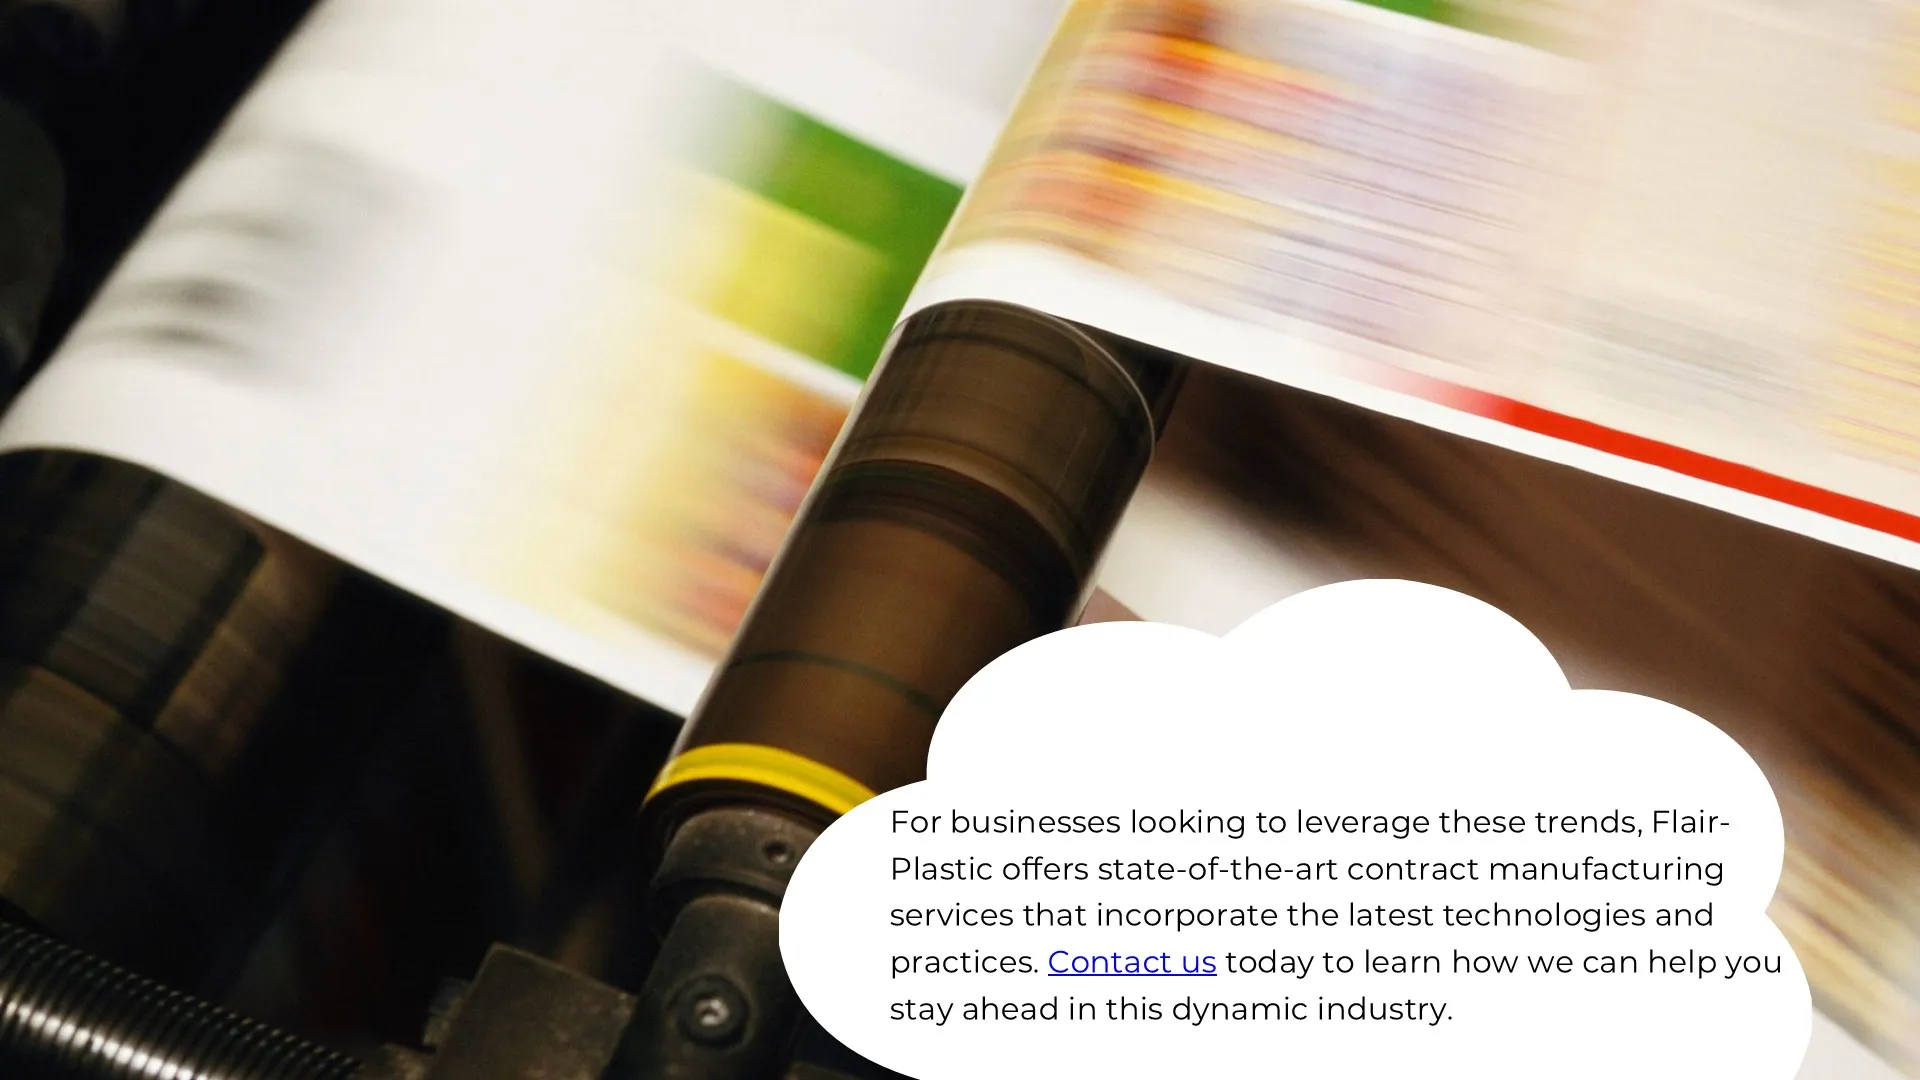 For businesses looking to leverage these trends, Flair-
Plastic offers state-of-the-art contract manufacturing
services that incorporate the latest technologies and
practices. Contact us today to learn how we can help you
stay ahead in this dynamic industry.